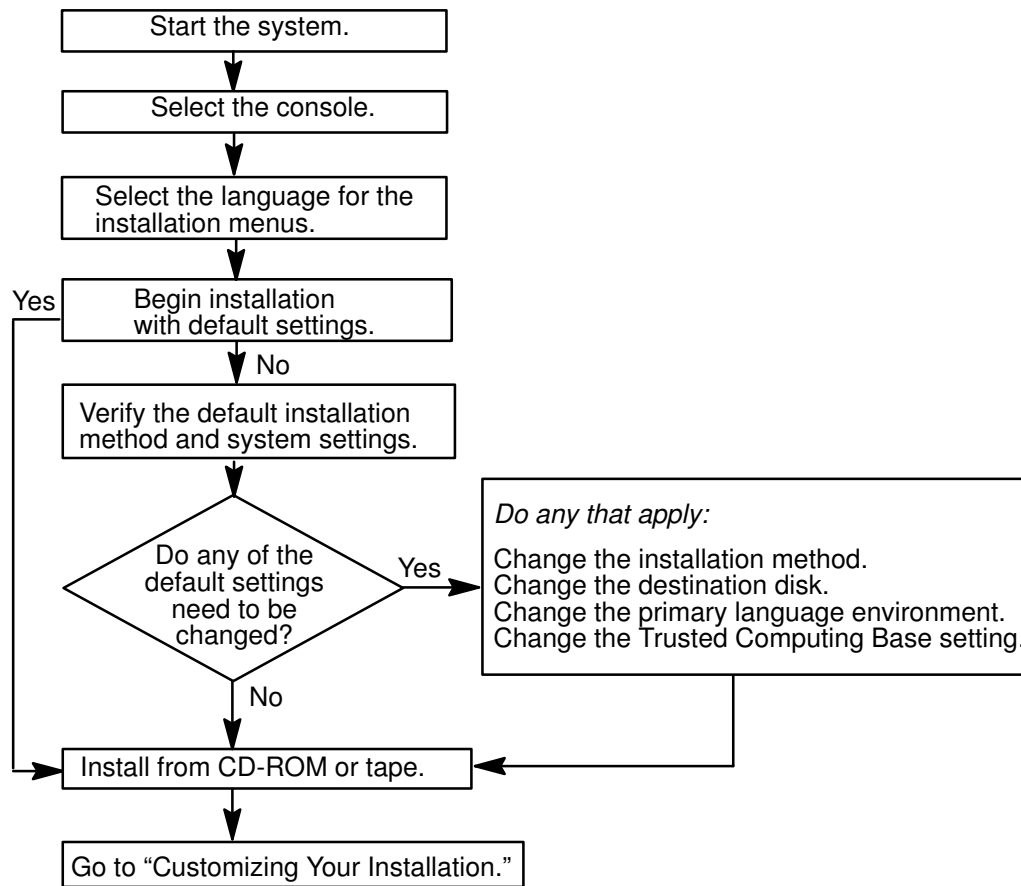 Start the system.
Select the console.
Select the language for the
installation menus.
Yes
Begin installation
with default settings.
No
Verify the default installation
method and system settings.
Do any of the
default settings
need to be
changed?
Yes
Do any that apply:
Change the installation method.
Change the destination disk.
Change the primary language environment.
Change the Trusted Computing Base setting.
No
Install from CD-ROM or tape.
Go to “Customizing Your Installation.”